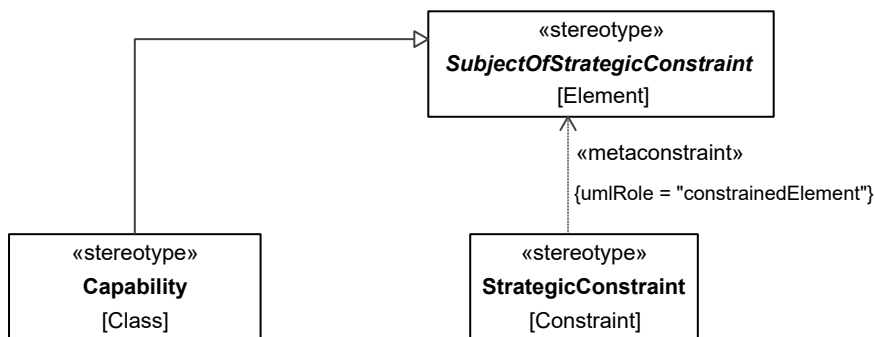 «stereotype»
SubjectOfStrategicConstraint
[Element]
«metaconstraint»
{umlRole = "constrainedElement"}
«stereotype»
Capability
[Class]
«stereotype»
StrategicConstraint
[Constraint]